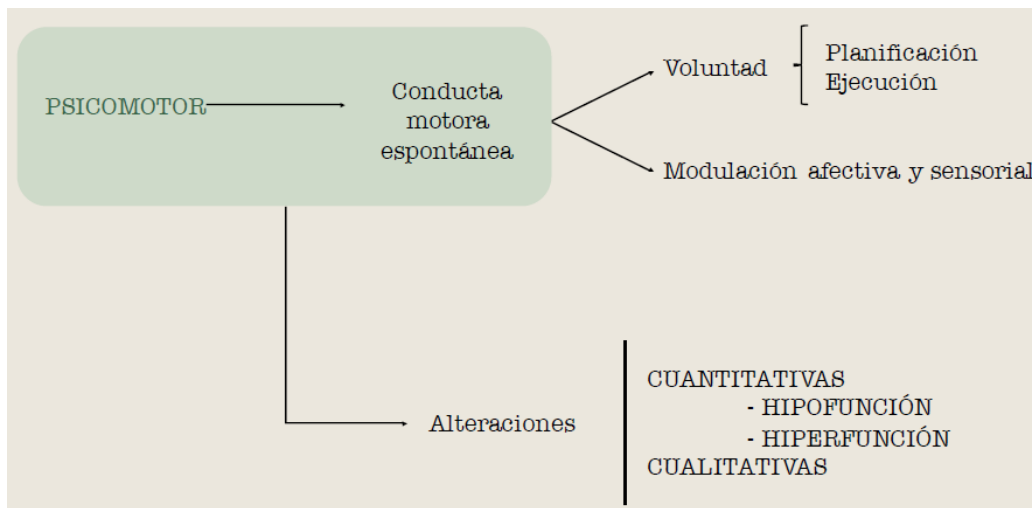 PSICOMOTOR
Conducta
motora
espontánea
Voluntad
Planificación
Ejecución
Modulación afectiva y sensorial
Alteraciones
CUANTITATIVAS
- HIPOFUNCIÓN
- HIPERFUNCIÓN
CUALITATIVAS